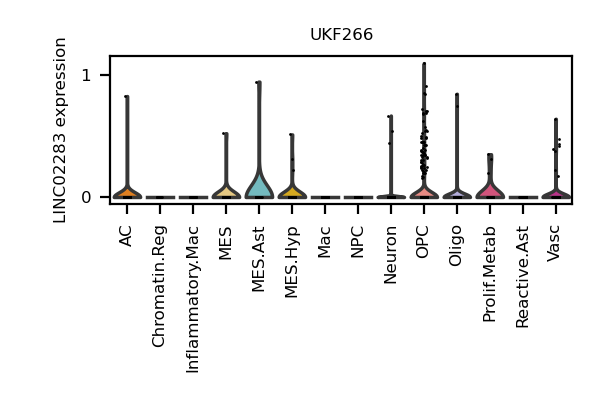 UKF266
LINC02283 expression
1
0
AC
Chromatin.Reg
Inflammatory.Mac
MES
MES.Ast
MES.Hyp
Mac
NPC
Neuron
OPC
Oligo
Prolif.Metab
Reactive.Ast
Vasc